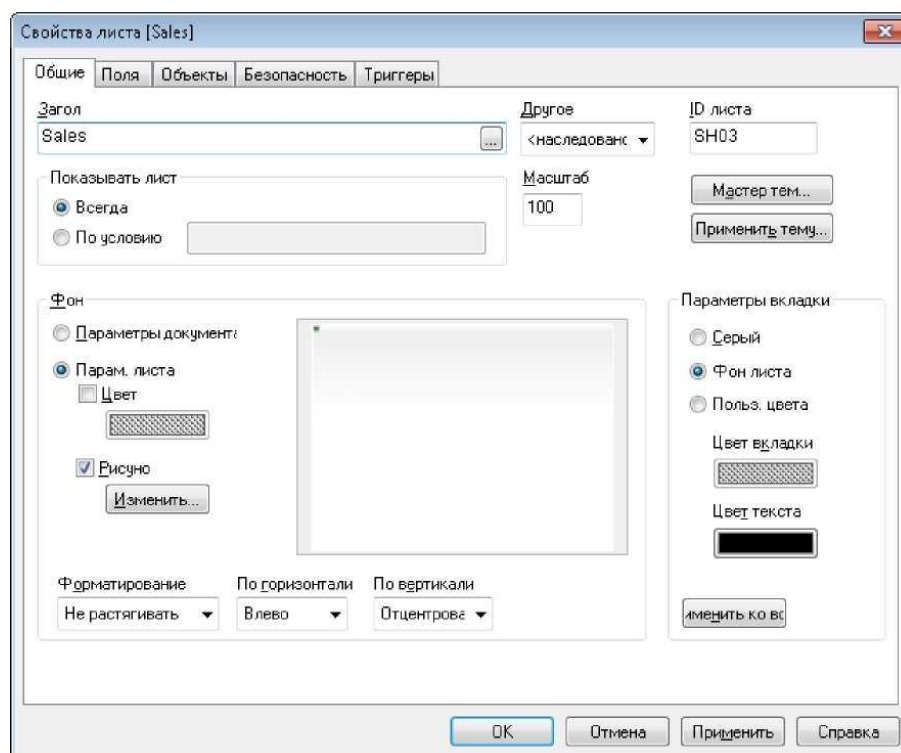 Свойства листа [Sales]
Общие Поля Объекты Безопасность Триггеры
Загол Другое ID листа
Sales ... <наследованс SH03
Показывать лист Масштаб
Всегда 100 Мастер тем...
По условию Применить тему...
Фон Параметры вкладки
Параметры документа Серый
Парам. листа Фон листа
Цвет Польз. цвета
Рисуно Цвет вкладки
Изменить... Цвет текста
Форматирование По горизонтали По вертикали
Не растягивать Влево Отцентрова именить ко вс
OK Отмена Применить Справка